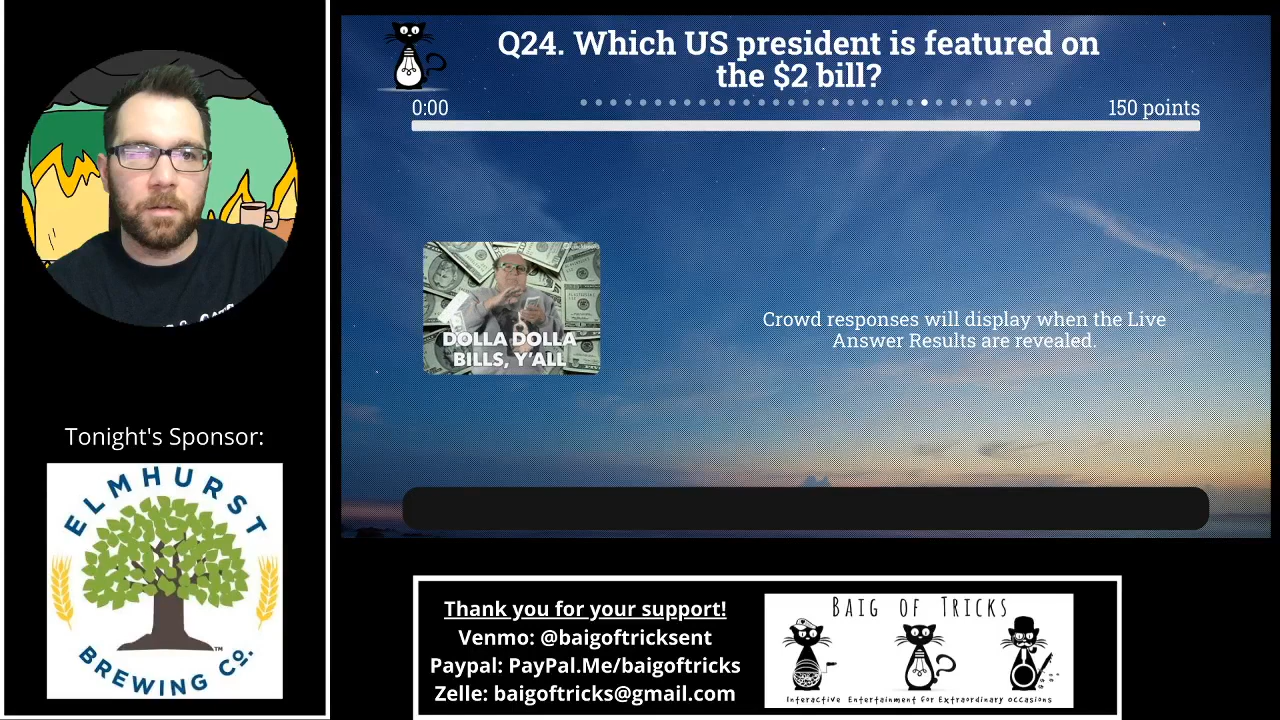 Q24. Which US president is featured on
the $2 bill?
0:00
150 points
DOLLA DOLLA
BILLS, Y'ALL
Crowd responses will display when the Live
Answer Results are revealed.
Tonight's Sponsor:
ELMHURST
BREWING CO.
TM
Thank you for your support!
Venmo: @baigoftricksent
Paypal: PayPal.Me/baigoftricks
Zelle: baigoftricks@gmail.com
BAIG OF TRICKS
Interactive Entertainment for Extraordinary occasions